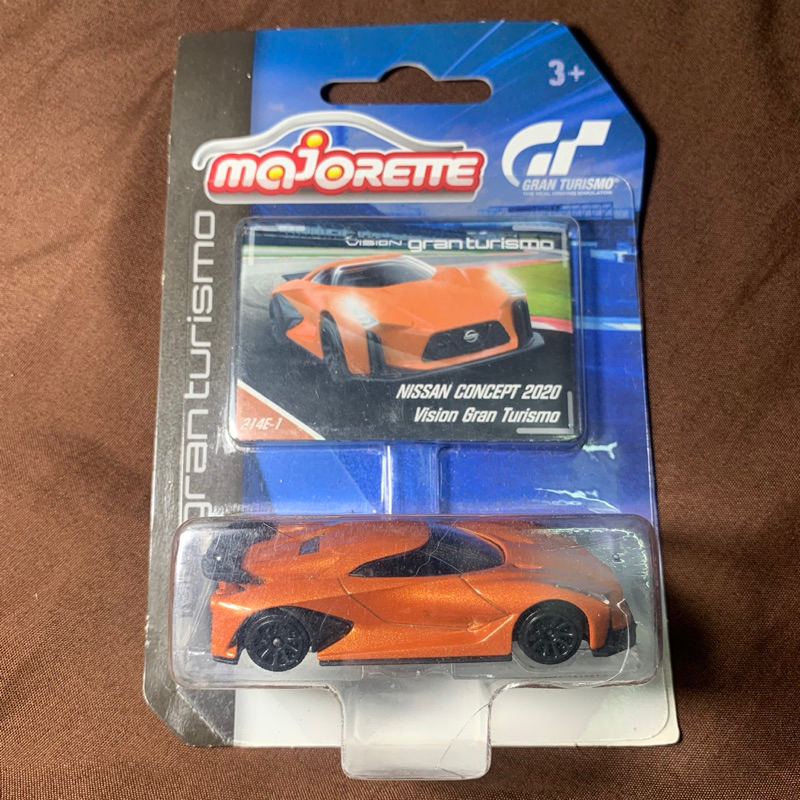 3+
majorette
GT
GRAN TURISMO
THE REAL DRIVING SIMULATOR
gran turismo
VISION gran turismo
NISSAN CONCEPT 2020
Vision Gran Turismo
214E-1